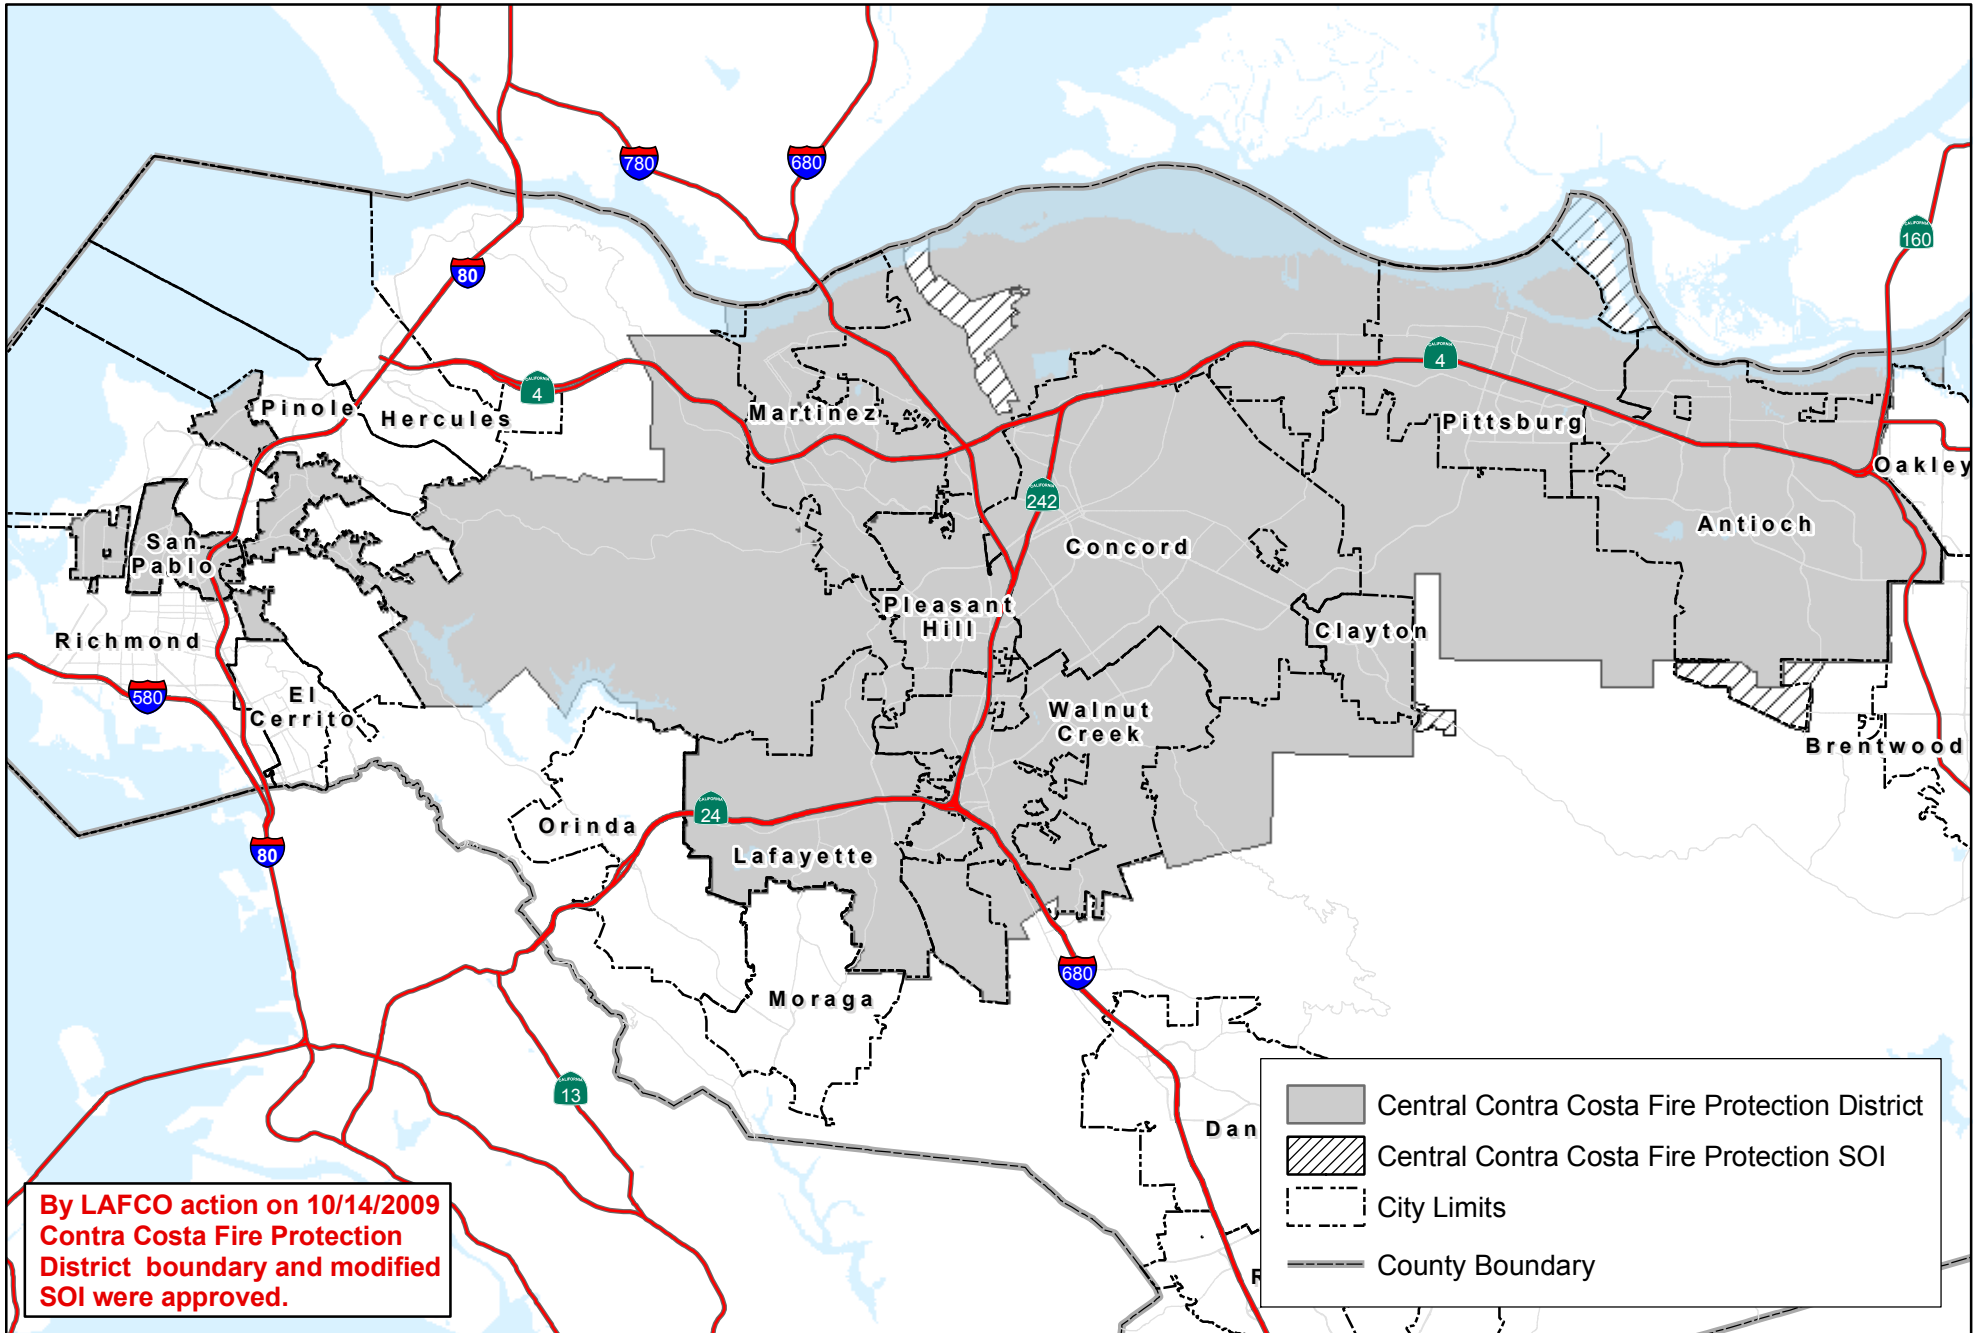 780
680
160
80
4
4
Pinole
Hercules
Martinez
Pittsburg
Oakley
242
Antioch
San
Pablo
Concord
Pleasant
Hill
Clayton
Richmond
580
El
Cerrito
Walnut
Creek
Brentwood
24
Orinda
80
Lafayette
680
Moraga
13
Dan
R
Central Contra Costa Fire Protection District
Central Contra Costa Fire Protection SOI
City Limits
County Boundary
By LAFCO action on 10/14/2009
Contra Costa Fire Protection
District boundary and modified
SOI were approved.